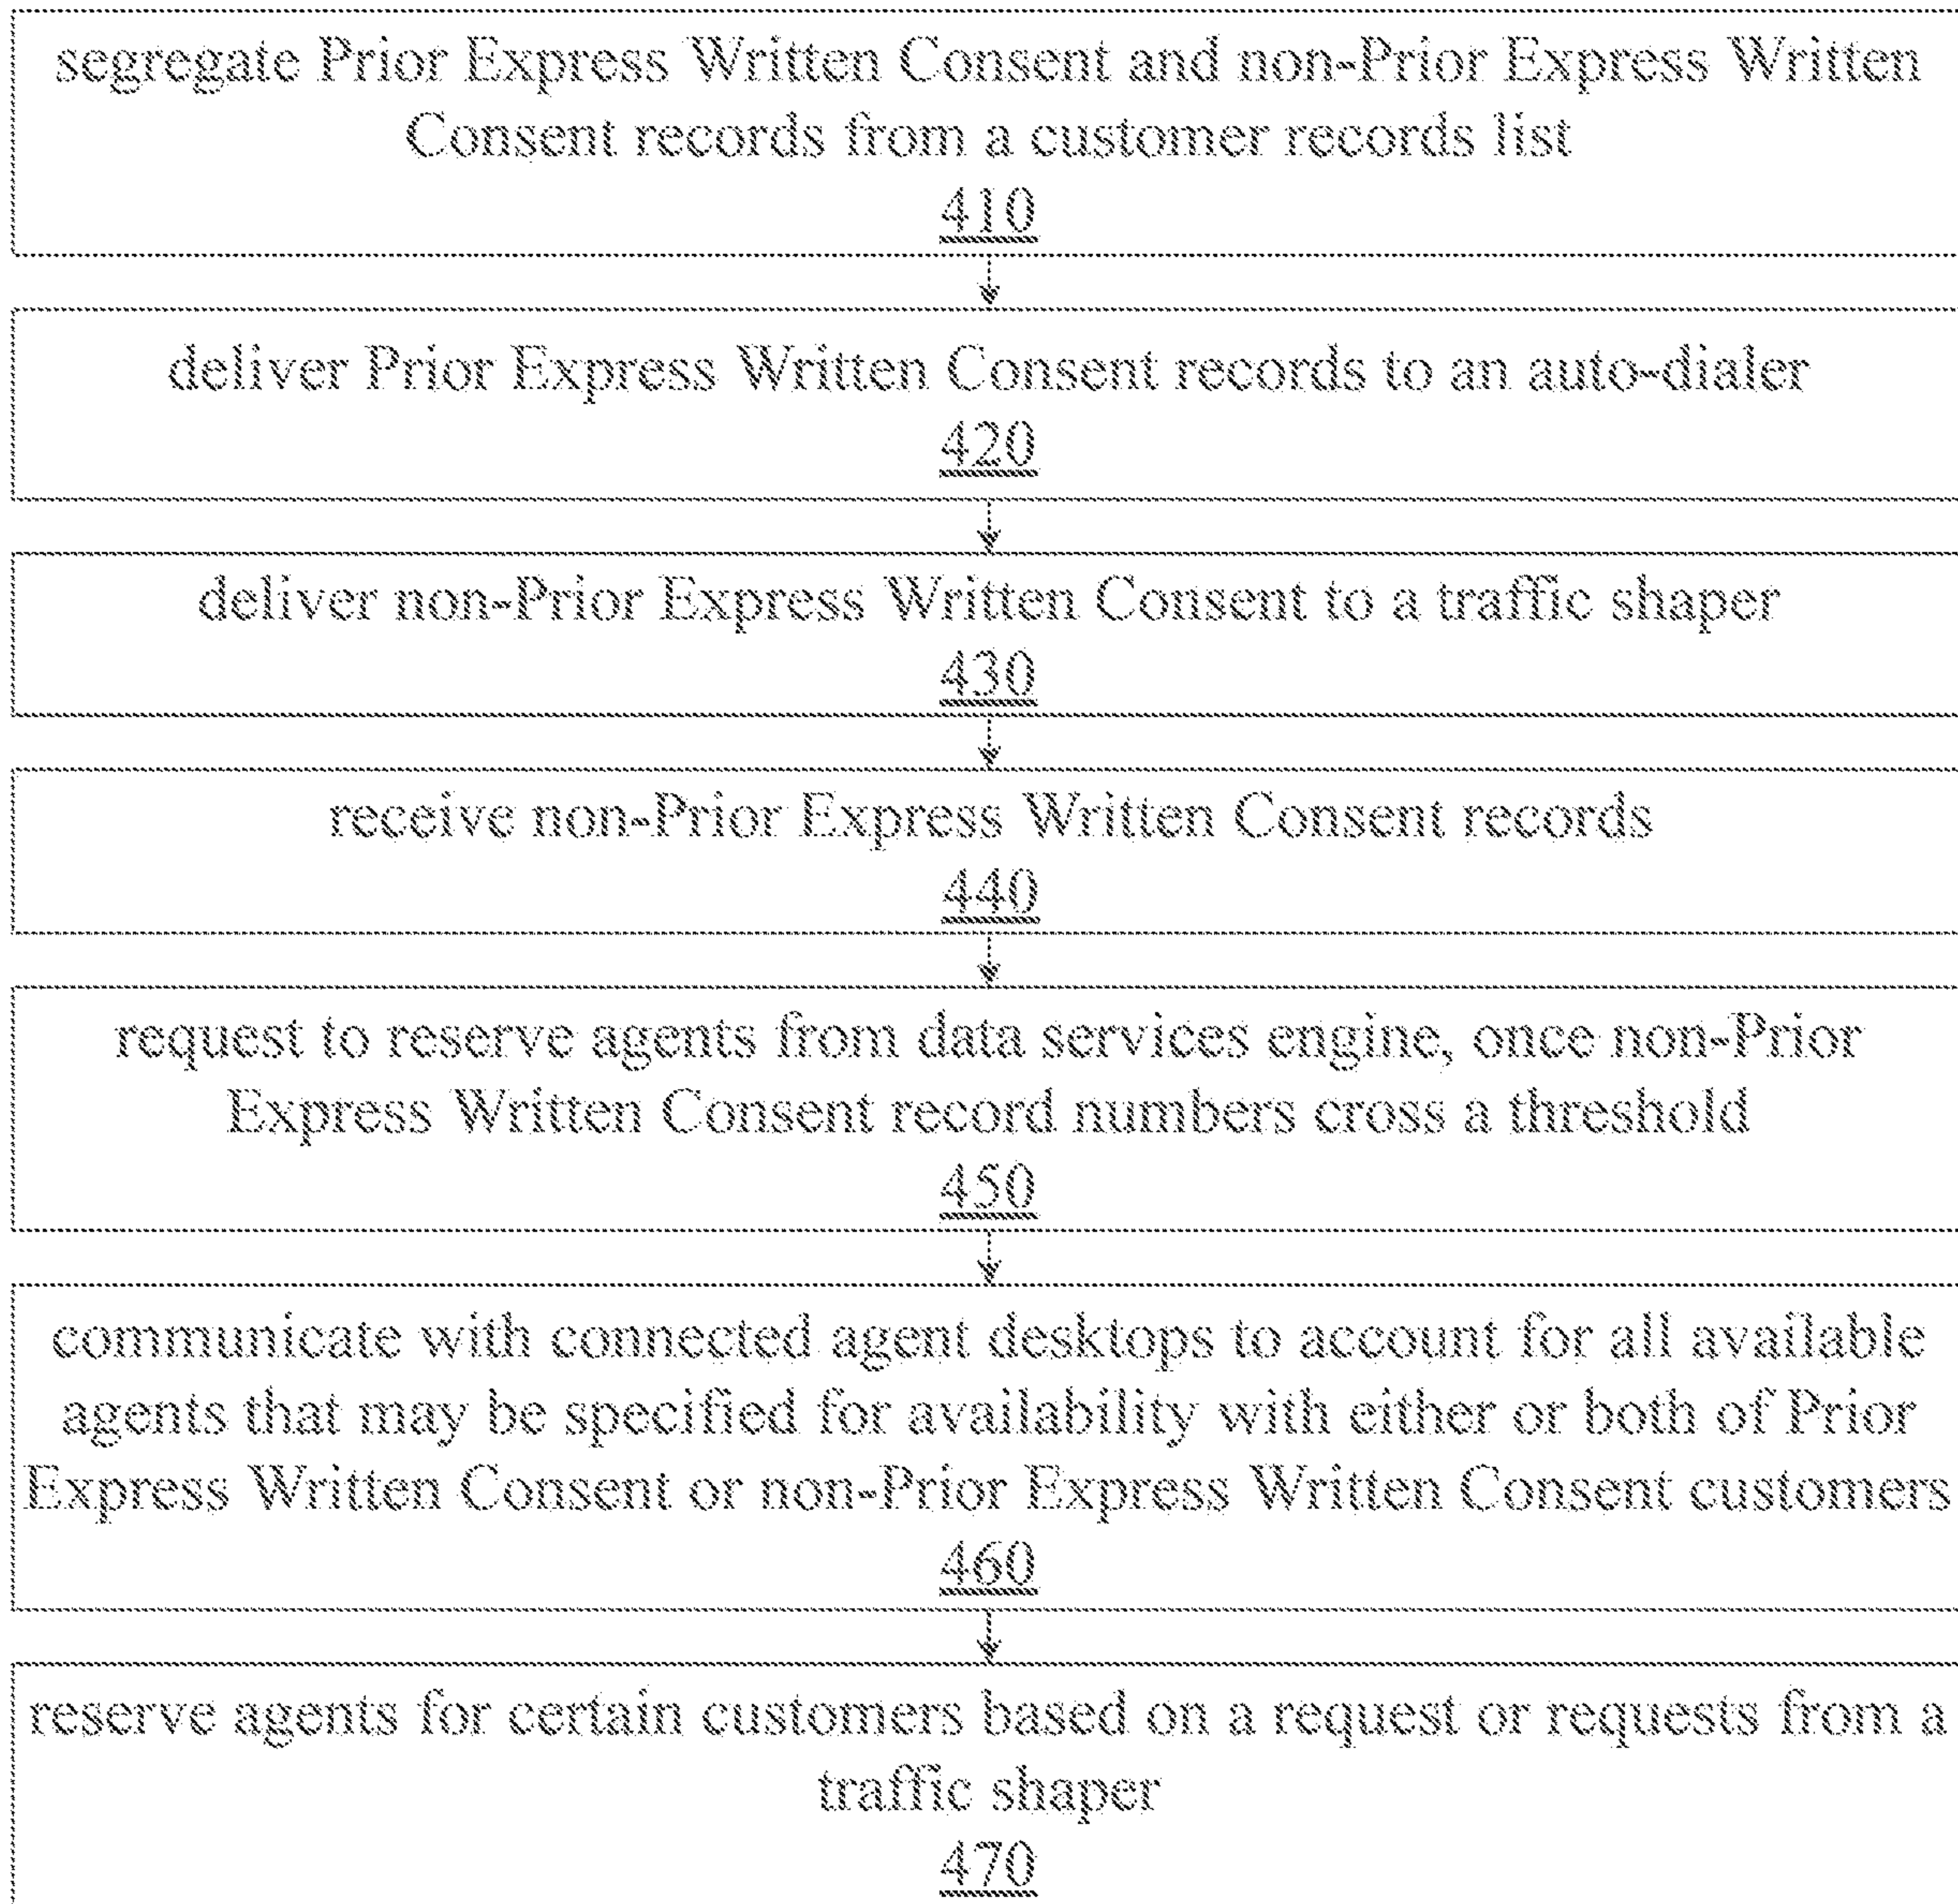 segregate Prior Express Written Consent and non-Prior Express Written
Consent records from a customer records list
410
deliver Prior Express Written Consent records to an auto-dialer
420
deliver non-Prior Express Written Consent to a traffic shaper
430
receive non-Prior Express Written Consent records
440
request to reserve agents from data services engine, once non-Prior
Express Written Consent record numbers cross a threshold
450
communicate with connected agent desktops to account for all available
agents that may be specified for availability with either or both of Prior
Express Written Consent or non-Prior Express Written Consent customers
460
reserve agents for certain customers based on a request or requests from a
traffic shaper
470